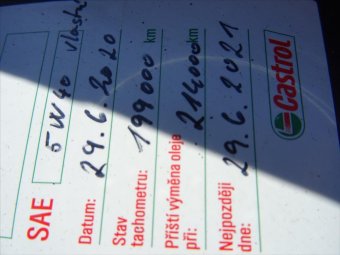 SAE 5W40 vlastní
Datum: 29.6.2020
Stav
tachometru: 199000 km
Příští výměna oleje
při: 214000 km
Nejpozději
dne: 29.6.2021
Castrol